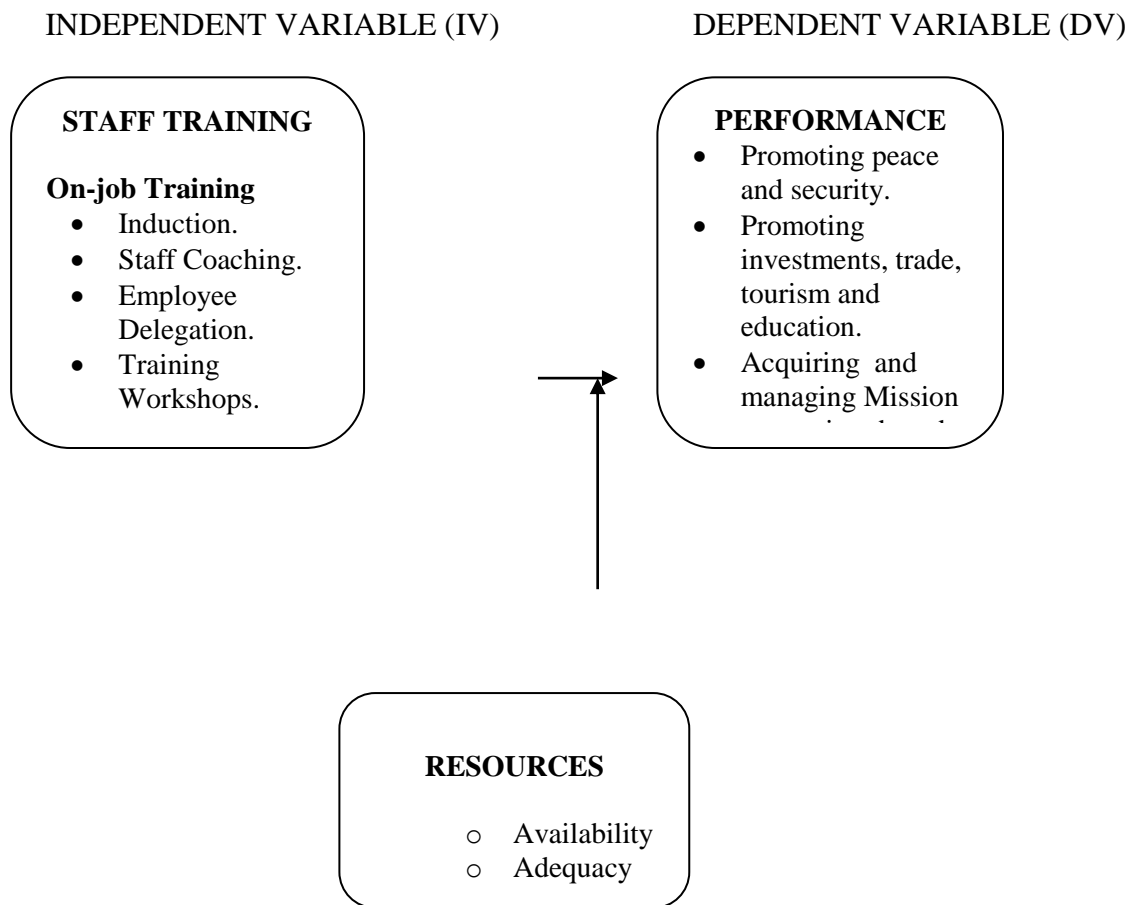 INDEPENDENT VARIABLE (IV)
DEPENDENT VARIABLE (DV)
STAFF TRAINING
On-job Training
• Induction.
• Staff Coaching.
• Employee
Delegation.
• Training
Workshops.
PERFORMANCE
• Promoting peace
and security.
• Promoting
investments, trade,
tourism and
education.
• Acquiring and
managing Mission
RESOURCES
o Availability
o Adequacy